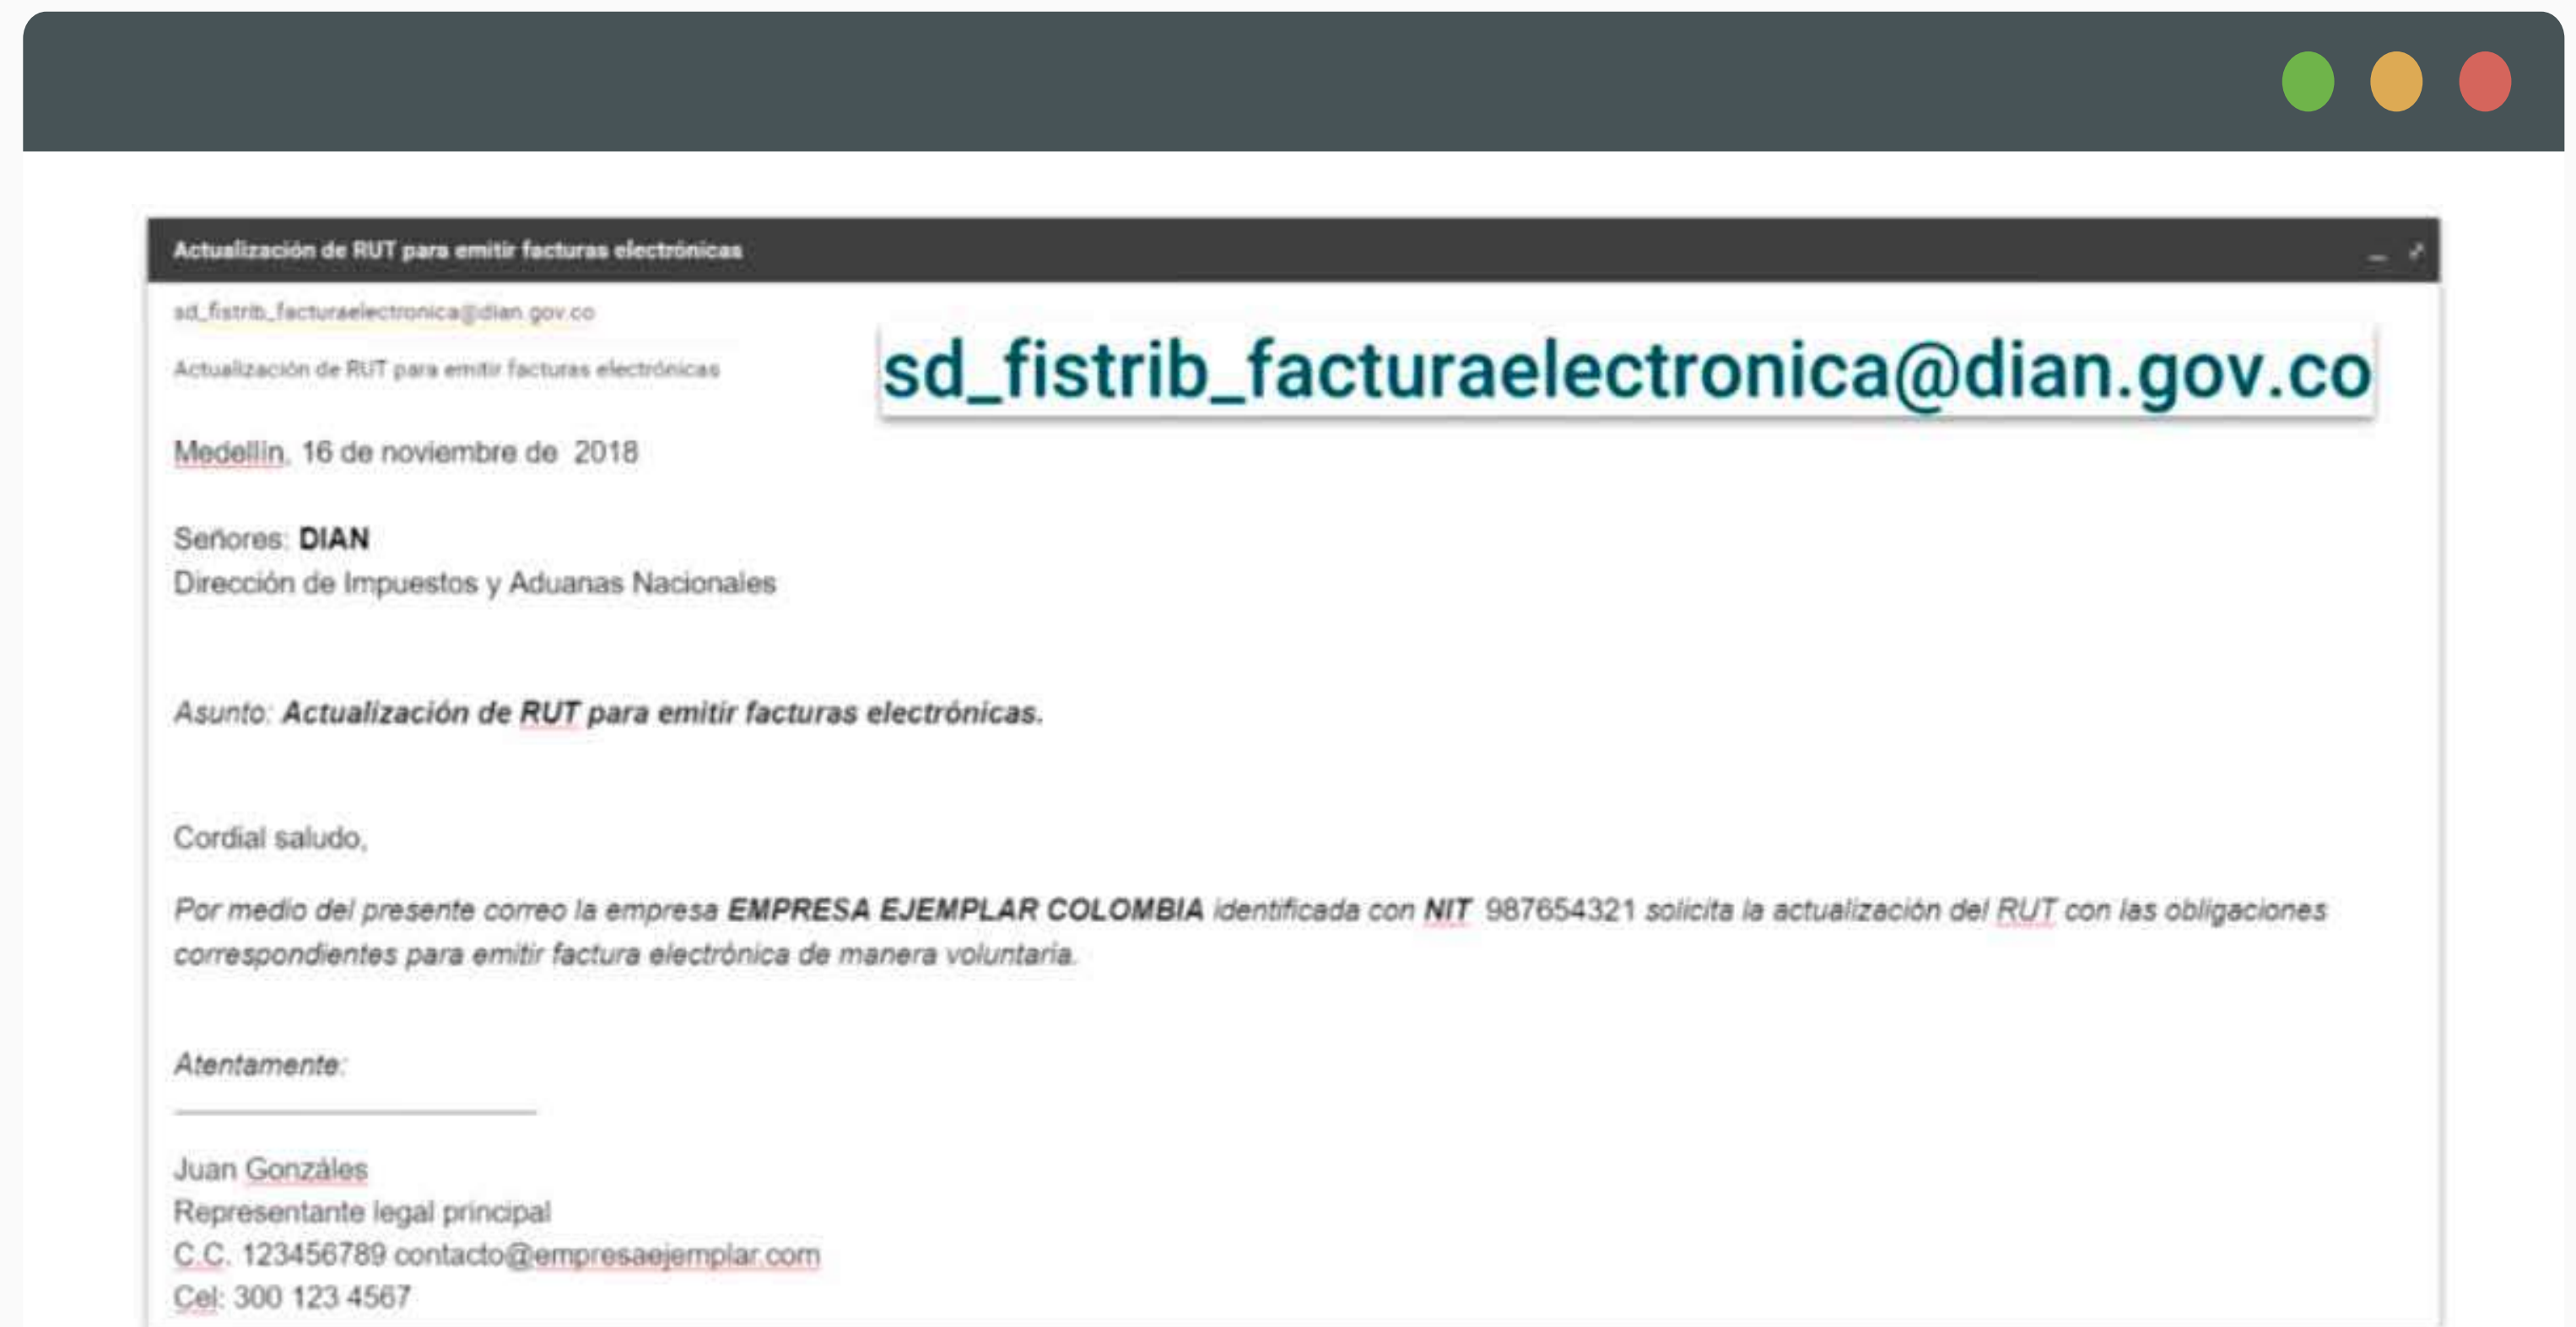 Actualización de RUT para emitir facturas electrónicas
sd_fistrib_facturaelectronica@dian.gov.co
sd_fistrib_facturaelectronica@dian.gov.co
Actualización de RUT para emitir facturas electrónicas
Medellín, 16 de noviembre de 2018
Señores: DIAN
Dirección de Impuestos y Aduanas Nacionales
Asunto: Actualización de RUT para emitir facturas electrónicas.
Cordial saludo,
Por medio del presente correo la empresa EMPRESA EJEMPLAR COLOMBIA identificada con NIT 987654321 solicita la actualización del RUT con las obligaciones
correspondientes para emitir factura electrónica de manera voluntaria.
Atentamente:
Juan Gonzáles
Representante legal principal
C.C. 123456789 contacto@empresaejemplar.com
Cel: 300 123 4567